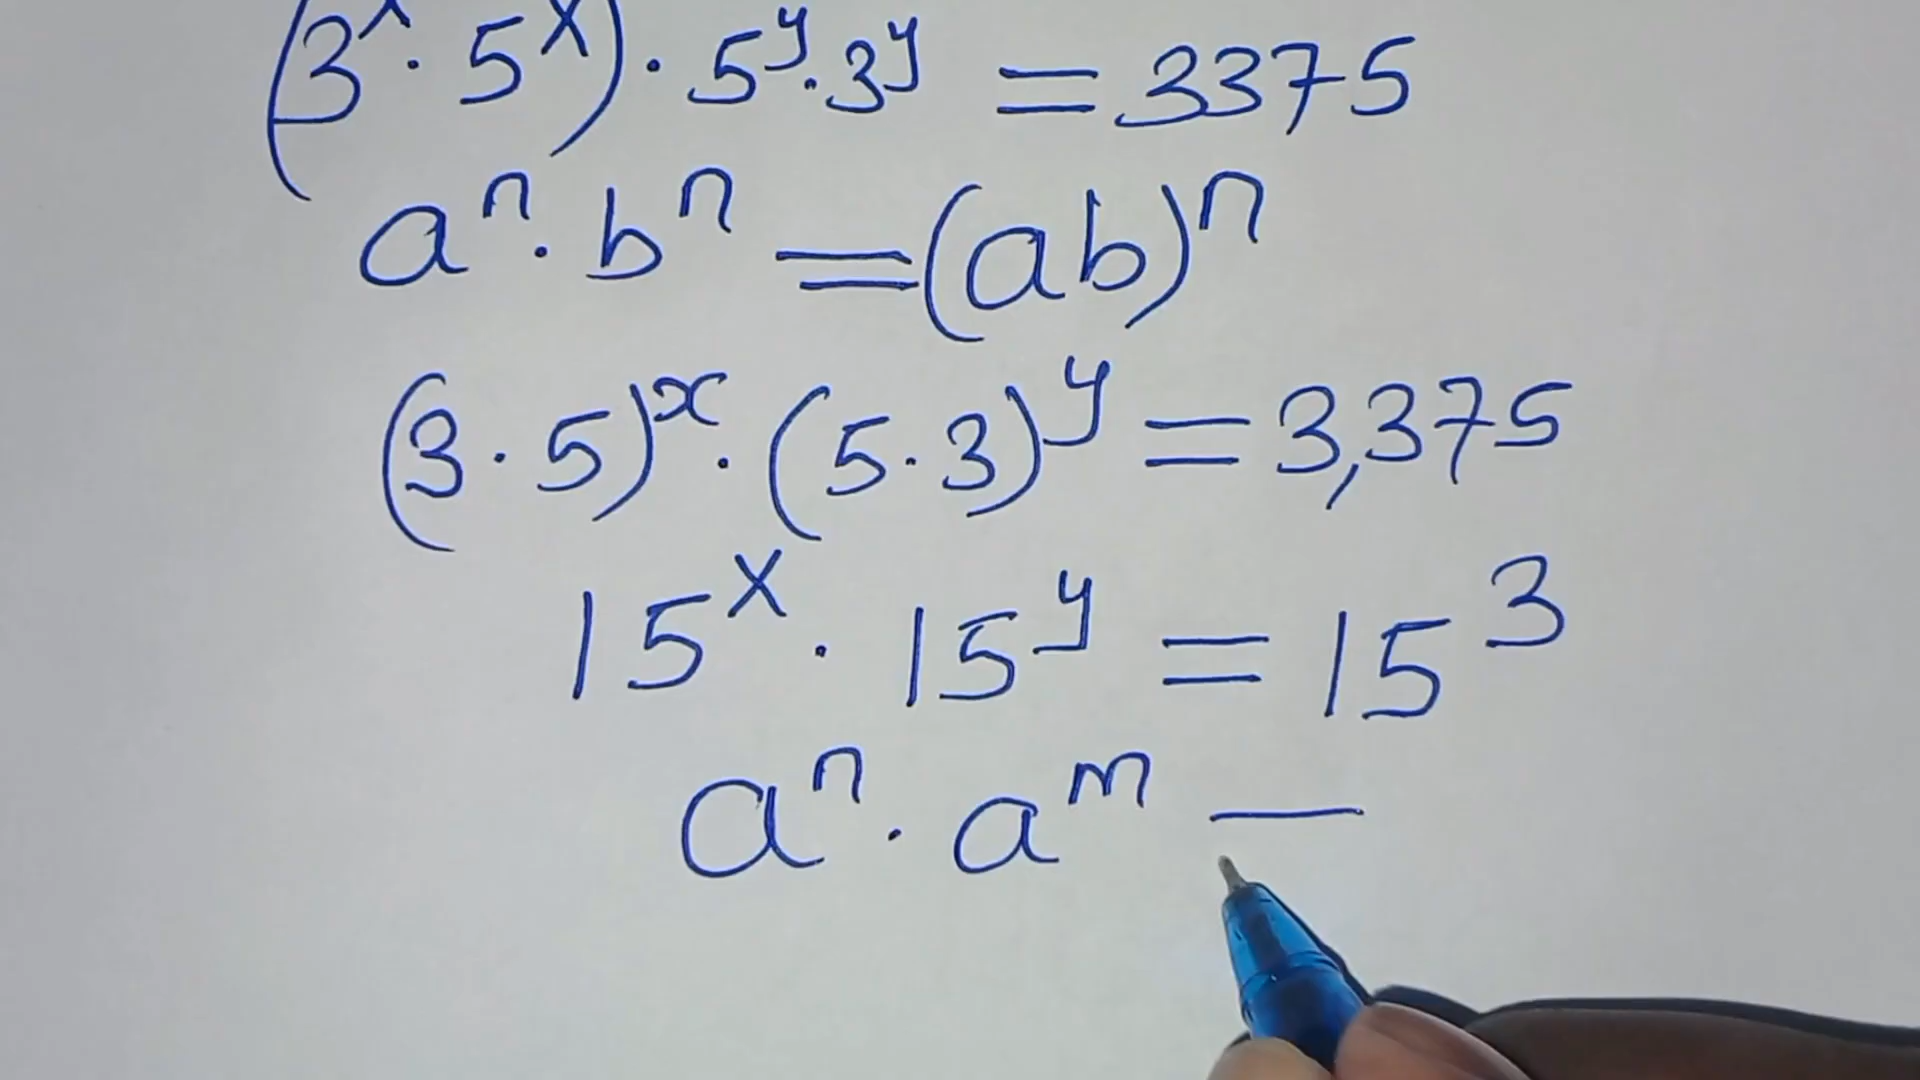 (3^x · 5^x) · 5^y · 3^y = 3375
a^n · b^n = (ab)^n
(3 · 5)^x · (5 · 3)^y = 3,375
15^x · 15^y = 15^3
a^n · a^m —